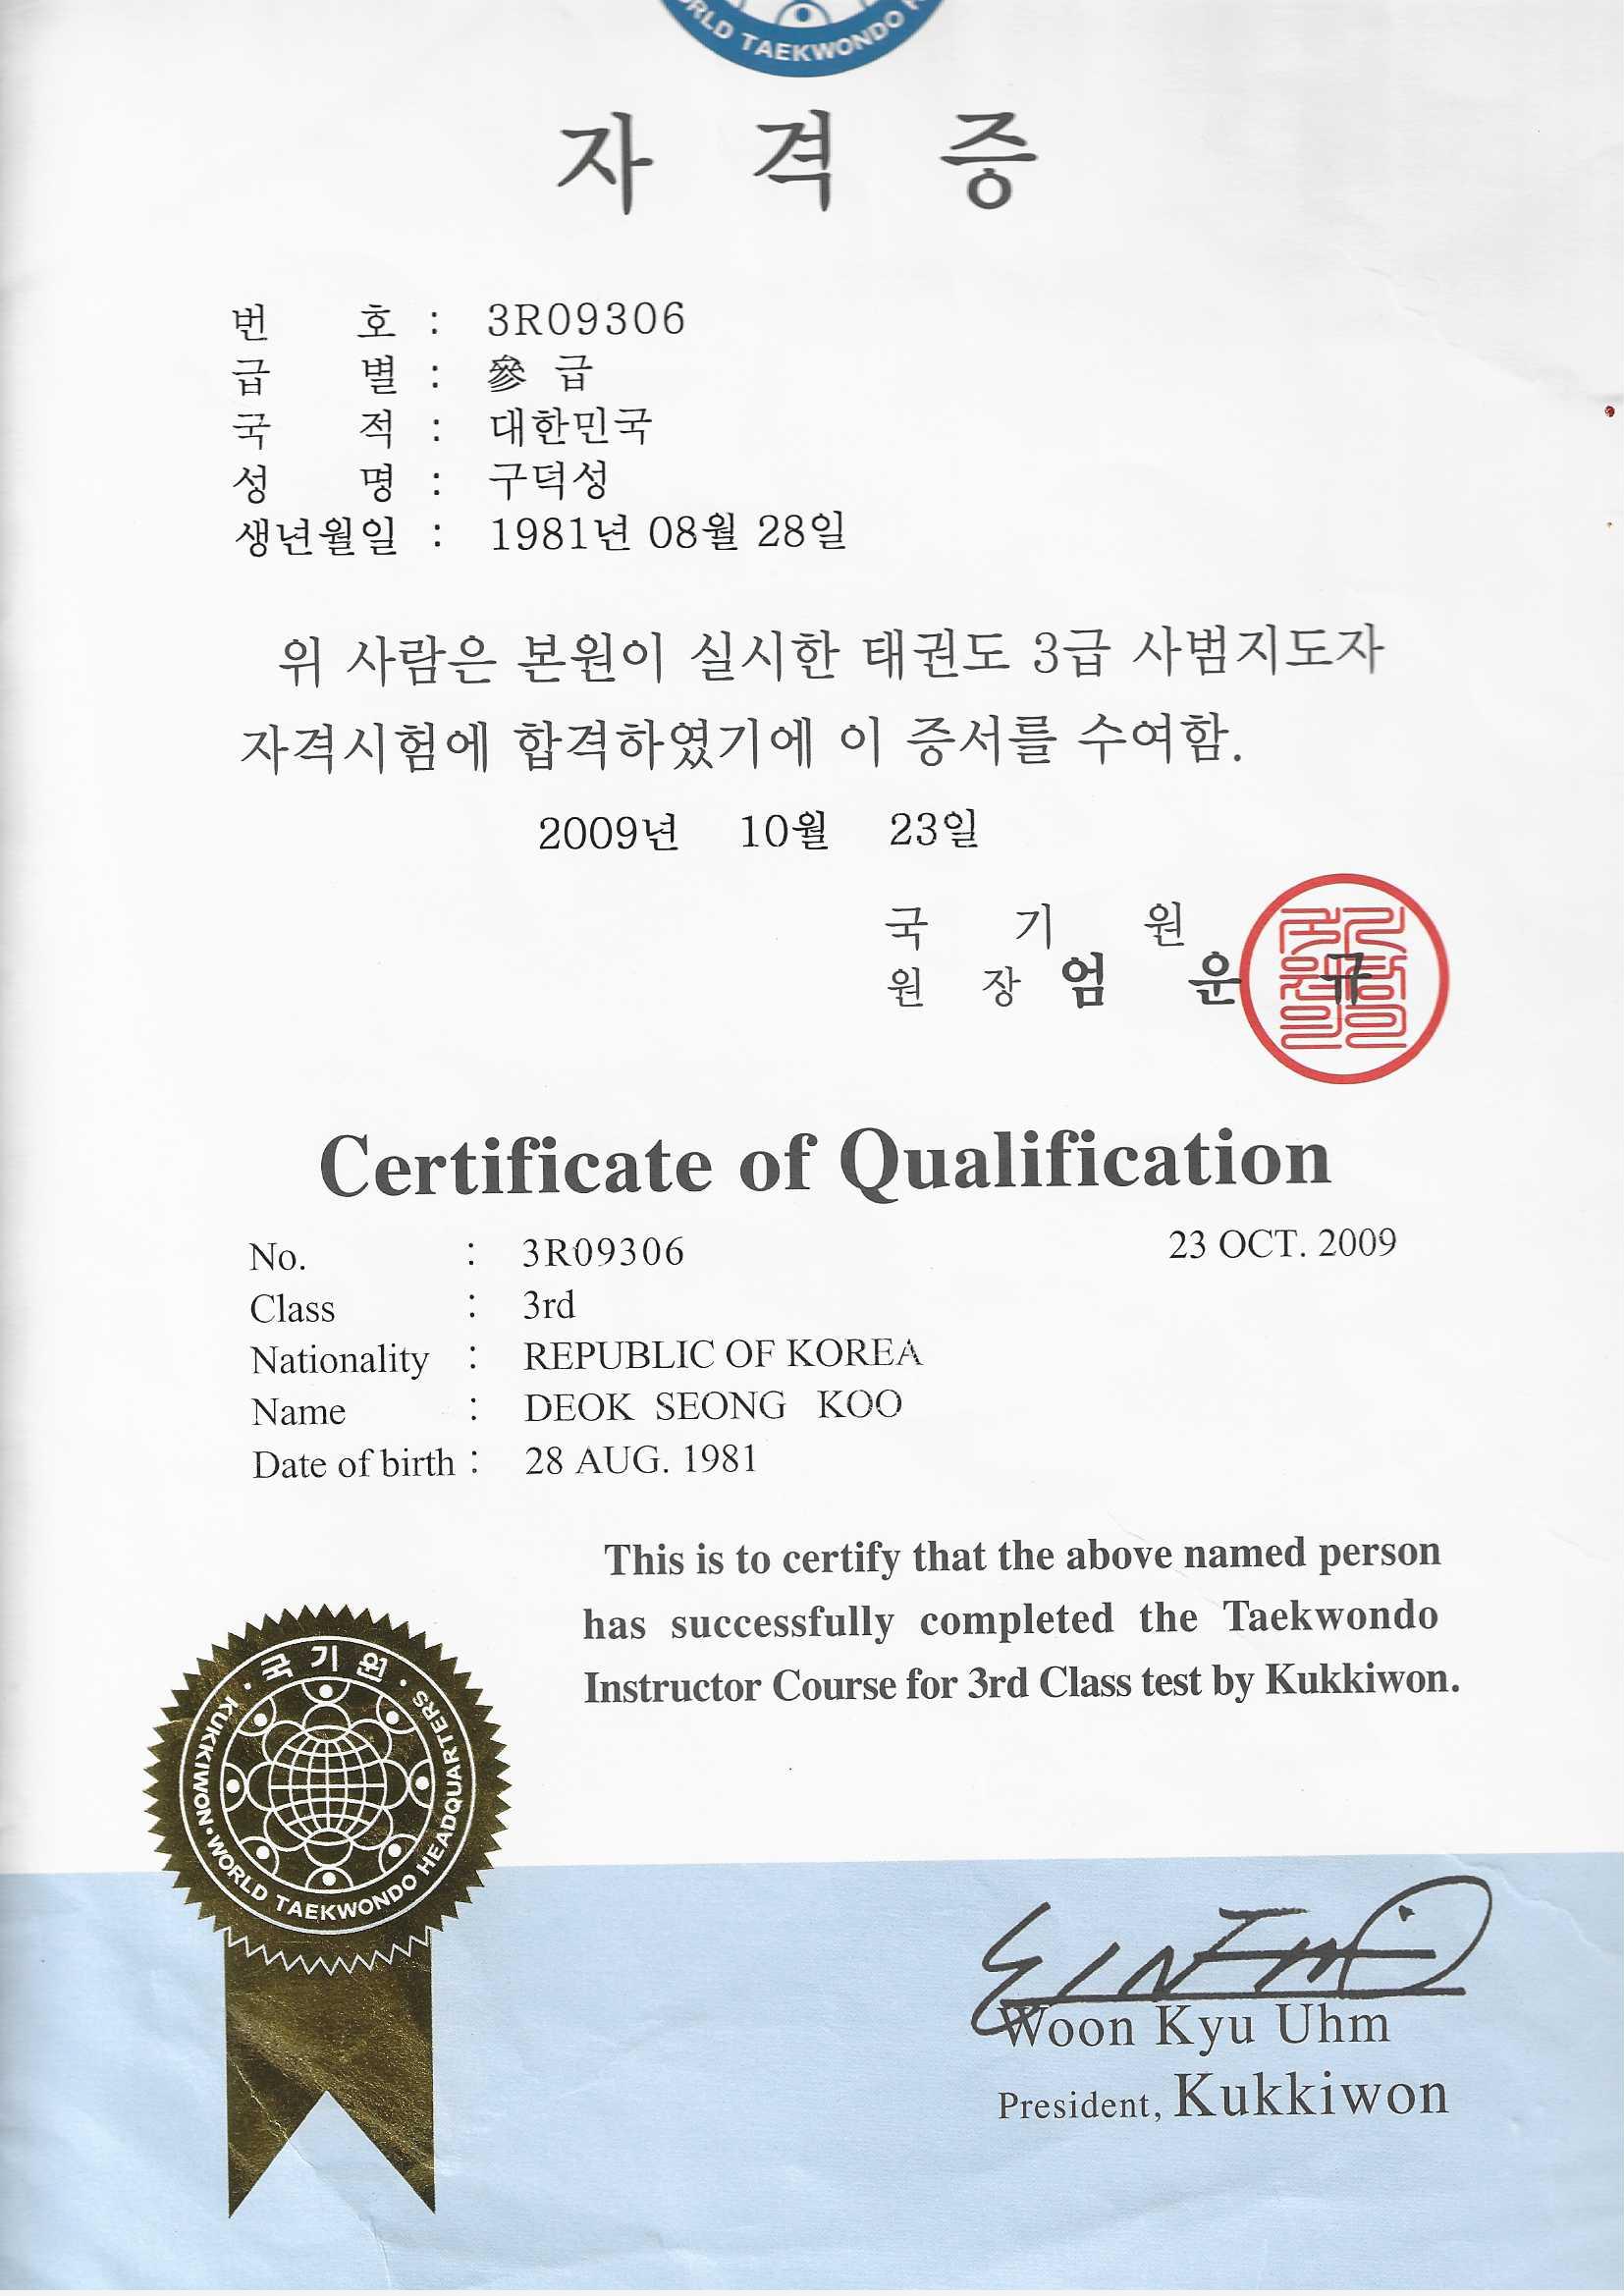 WORLD TAEKWONDO
자 격 증
번 호 : 3R09306
급 별 : 參 급
국 적 : 대한민국
성 명 : 구덕성
생년월일 : 1981년 08월 28일
위 사람은 본원이 실시한 태권도 3급 사범지도자
자격시험에 합격하였기에 이 증서를 수여함.
2009년 10월 23일
국 기 원
원 장 엄 운 규
Certificate of Qualification
No. : 3R09306 23 OCT. 2009
Class : 3rd
Nationality : REPUBLIC OF KOREA
Name : DEOK SEONG KOO
Date of birth : 28 AUG. 1981
This is to certify that the above named person
has successfully completed the Taekwondo
Instructor Course for 3rd Class test by Kukkiwon.
·국기원·
KUKKIWON·WORLD TAEKWONDO HEADQUARTERS
Woon Kyu Uhm
President, Kukkiwon